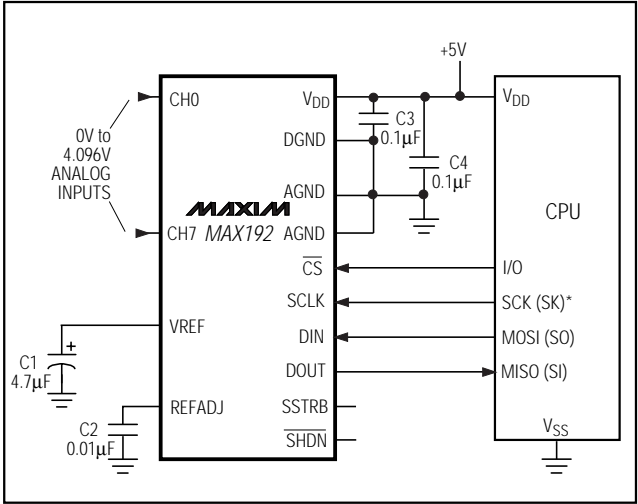 +5V
CH0
VDD
VDD
0V to
4.096V
ANALOG
INPUTS
C3
0.1μF
DGND
C4
0.1μF
AGND
MAXIM
CPU
CH7
MAX192
AGND
CS
I/O
SCLK
SCK (SK)*
VREF
DIN
MOSI (SO)
+
C1
4.7μF
DOUT
MISO (SI)
REFADJ
SSTRB
C2
0.01μF
SHDN
VSS